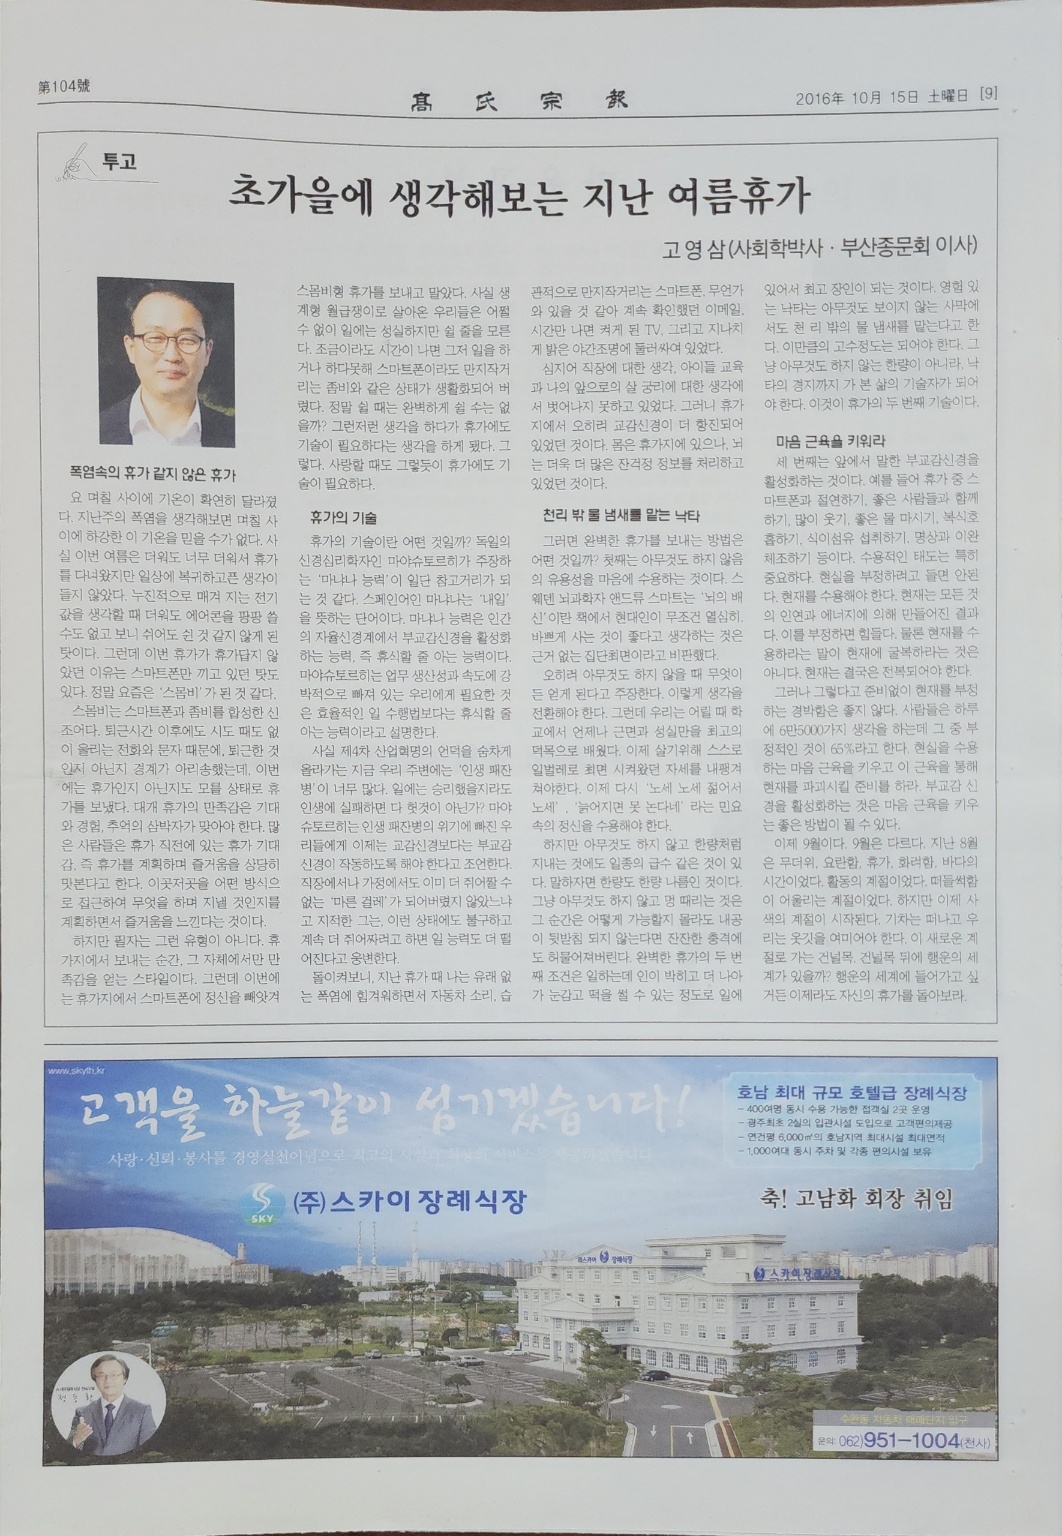 第104號
高氏宗報
2016年 10月 15日 土曜日 [9]
투고
초가을에 생각해보는 지난 여름휴가
고 영 삼(사회학박사 · 부산종문회 이사)
폭염속의 휴가 같지 않은 휴가
요 며칠 사이에 기온이 확연히 달라졌
다. 지난주의 폭염을 생각해보면 며칠 사
이에 하강한 이 기온을 믿을 수가 없다. 사
실 이번 여름은 더워도 너무 더워서 휴가
를 다녀왔지만 일상에 복귀하고픈 생각이
들지 않았다. 누진적으로 매겨 지는 전기
값을 생각할 때 더워도 에어콘을 팡팡 쓸
수도 없고 보니 쉬어도 쉰 것 같지 않게 된
탓이다. 그런데 이번 휴가가 휴가답지 않
았던 이유는 스마트폰만 끼고 있던 탓도
있다. 정말 요즘은 ‘스몸비’가 된 것 같다.
스몸비는 스마트폰과 좀비를 합성한 신
조어다. 퇴근시간 이후에도 시도 때도 없
이 울리는 전화와 문자 때문에, 퇴근한 것
인지 아닌지 경계가 아리송했는데, 이번
에는 휴가인지 아닌지도 모를 상태로 휴
가를 보냈다. 대개 휴가의 만족감은 기대
와 경험, 추억의 삼박자가 맞아야 한다. 많
은 사람들은 휴가 직전에 있는 휴가 기대
감, 즉 휴가를 계획하며 즐거움을 상당히
맛본다고 한다. 이곳저곳을 어떤 방식으
로 접근하여 무엇을 하며 지낼 것인지를
계획하면서 즐거움을 느낀다는 것이다.
하지만 필자는 그런 유형이 아니다. 휴
가지에서 보내는 순간, 그 자체에서만 만
족감을 얻는 스타일이다. 그런데 이번에
는 휴가지에서 스마트폰에 정신을 빼앗겨
스몸비형 휴가를 보내고 말았다. 사실 생
계형 월급쟁이로 살아온 우리들은 어쩔
수 없이 일에는 성실하지만 쉴 줄을 모른
다. 조금이라도 시간이 나면 그저 일을 하
거나 하다못해 스마트폰이라도 만지작거
리는 좀비와 같은 상태가 생활화되어 버
렸다. 정말 쉴 때는 완벽하게 쉴 수는 없
을까? 그런저런 생각을 하다가 휴가에도
기술이 필요하다는 생각을 하게 됐다. 그
렇다. 사랑할 때도 그렇듯이 휴가에도 기
술이 필요하다.
휴가의 기술
휴가의 기술이란 어떤 것일까? 독일의
신경심리학자인 마야슈토르히가 주장하
는 ‘마냐나 능력’이 일단 참고거리가 되
는 것 같다. 스페인어인 마냐나는 ‘내일’
을 뜻하는 단어이다. 마냐나 능력은 인간
의 자율신경계에서 부교감신경을 활성화
하는 능력, 즉 휴식할 줄 아는 능력이다.
마야슈토르히는 업무 생산성과 속도에 강
박적으로 빠져 있는 우리에게 필요한 것
은 효율적인 일 수행법보다는 휴식할 줄
아는 능력이라고 설명한다.
사실 제4차 산업혁명의 언덕을 숨차게
올라가는 지금 우리 주변에는 ‘인생 패잔
병’이 너무 많다. 일에는 승리했을지라도
인생에 실패하면 다 헛것이 아닌가? 마야
슈토르히는 인생 패잔병의 위기에 빠진 우
리들에게 이제는 교감신경보다는 부교감
신경이 작동하도록 해야 한다고 조언한다.
직장에서나 가정에서도 이미 더 쥐어짤 수
없는 ‘마른 걸레’가 되어버렸지 않았느냐
고 지적한 그는, 이런 상태에도 불구하고
계속 더 쥐어짜려고 하면 일 능력도 더 떨
어진다고 웅변한다.
돌이켜보니, 지난 휴가 때 나는 유래 없
는 폭염에 힘겨워하면서 자동차 소리, 습
관적으로 만지작거리는 스마트폰, 무언가
와 있을 것 같아 계속 확인했던 이메일,
시간만 나면 켜게 된 TV, 그리고 지나치
게 밝은 야간조명에 둘러싸여 있었다.
심지어 직장에 대한 생각, 아이들 교육
과 나의 앞으로의 살 궁리에 대한 생각에
서 벗어나지 못하고 있었다. 그러니 휴가
지에서 오히려 교감신경이 더 항진되어
있었던 것이다. 몸은 휴가지에 있으나, 뇌
는 더욱 더 많은 잔걱정 정보를 처리하고
있었던 것이다.
천리 밖 물 냄새를 맡는 낙타
그러면 완벽한 휴가를 보내는 방법은
어떤 것일까? 첫째는 아무것도 하지 않음
의 유용성을 마음에 수용하는 것이다. 스
웨덴 뇌과학자 앤드류 스마트는 ‘뇌의 배
신’이란 책에서 현대인이 무조건 열심히,
바쁘게 사는 것이 좋다고 생각하는 것은
근거 없는 집단최면이라고 비판했다.
오히려 아무것도 하지 않을 때 무엇이
든 얻게 된다고 주장한다. 이렇게 생각을
전환해야 한다. 그런데 우리는 어릴 때 학
교에서 언제나 근면과 성실만을 최고의
덕목으로 배웠다. 이제 살기위해 스스로
일벌레로 최면 시켜왔던 자세를 내팽겨
쳐야한다. 이제 다시 ‘노세 노세 젊어서
노세’, ‘늙어지면 못 논다네’ 라는 민요
속의 정신을 수용해야 한다.
하지만 아무것도 하지 않고 한량처럼
지내는 것에도 일종의 급수 같은 것이 있
다. 말하자면 한량도 한량 나름인 것이다.
그냥 아무것도 하지 않고 멍 때리는 것은
그 순간은 어떻게 가능할지 몰라도 내공
이 뒷받침 되지 않는다면 잔잔한 충격에
도 허물어져버린다. 완벽한 휴가의 두 번
째 조건은 일하는데 인이 박히고 더 나아
가 눈감고 떡을 썰 수 있는 정도로 일에
있어서 최고 장인이 되는 것이다. 영험 있
는 낙타는 아무것도 보이지 않는 사막에
서도 천 리 밖의 물 냄새를 맡는다고 한
다. 이만큼의 고수정도는 되어야 한다. 그
냥 아무것도 하지 않는 한량이 아니라, 낙
타의 경지까지 가 본 삶의 기술자가 되어
야 한다. 이것이 휴가의 두 번째 기술이다.
마음 근육을 키워라
세 번째는 앞에서 말한 부교감신경을
활성화하는 것이다. 예를 들어 휴가 중 스
마트폰과 절연하기, 좋은 사람들과 함께
하기, 많이 웃기, 좋은 물 마시기, 복식호
흡하기, 식이섬유 섭취하기, 명상과 이완
체조하기 등이다. 수용적인 태도는 특히
중요하다. 현실을 부정하려고 들면 안된
다. 현재를 수용해야 한다. 현재는 모든 것
의 인연과 에너지에 의해 만들어진 결과
다. 이를 부정하면 힘들다. 물론 현재를 수
용하라는 말이 현재에 굴복하라는 것은
아니다. 현재는 결국은 전복되어야 한다.
그러나 그렇다고 준비없이 현재를 부정
하는 경박함은 좋지 않다. 사람들은 하루
에 6만5000가지 생각을 하는데 그 중 부
정적인 것이 65%라고 한다. 현실을 수용
하는 마음 근육을 키우고 이 근육을 통해
현재를 파괴시킬 준비를 하라. 부교감 신
경을 활성화하는 것은 마음 근육을 키우
는 좋은 방법이 될 수 있다.
이제 9월이다. 9월은 다르다. 지난 8월
은 무더위, 요란함, 휴가, 화려함, 바다의
시간이었다. 활동의 계절이었다. 떠들썩함
이 어울리는 계절이었다. 하지만 이제 사
색의 계절이 시작된다. 기차는 떠나고 우
리는 옷깃을 여미어야 한다. 이 새로운 계
절로 가는 건널목, 건널목 뒤에 행운의 세
계가 있을까? 행운의 세계에 들어가고 싶
거든 이제라도 자신의 휴가를 돌아보라.
www.skyth.kr
고객을 하늘같이 섬기겠습니다!
사랑·신뢰·봉사를 경영실천이념으로 최고의
(주)스카이장례식장
SKY
호남 최대 규모 호텔급 장례식장
- 400여명 동시 수용 가능한 접객실 2곳 운영
- 광주최초 2실의 입관시설 도입으로 고객편의제공
- 연건평 6,000㎡의 호남지역 최대시설 최대면적
- 1,000여대 동시 주차 및 각종 편의시설 보유
축! 고남화 회장 취임
스카이 장례식장
스카이장례식장
수완동 자동차 매매단지 입구
문의: 062)951-1004(천사)